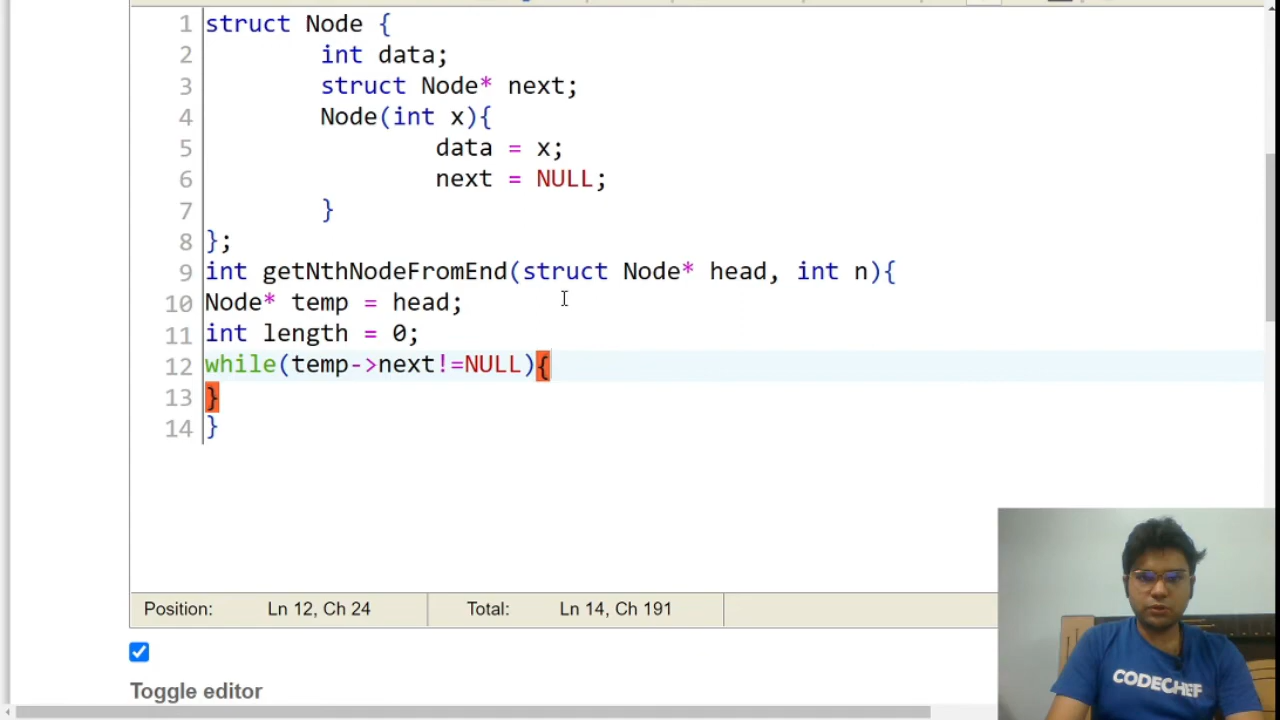 1 struct Node {
2 int data;
3 struct Node* next;
4 Node(int x){
5 data = x;
6 next = NULL;
7 }
8 };
9 int getNthNodeFromEnd(struct Node* head, int n){
10 Node* temp = head;
11 int length = 0;
12 while(temp->next!=NULL){
13 }
14 }
Position: Ln 12, Ch 24 Total: Ln 14, Ch 191
Toggle editor
CODECHEF